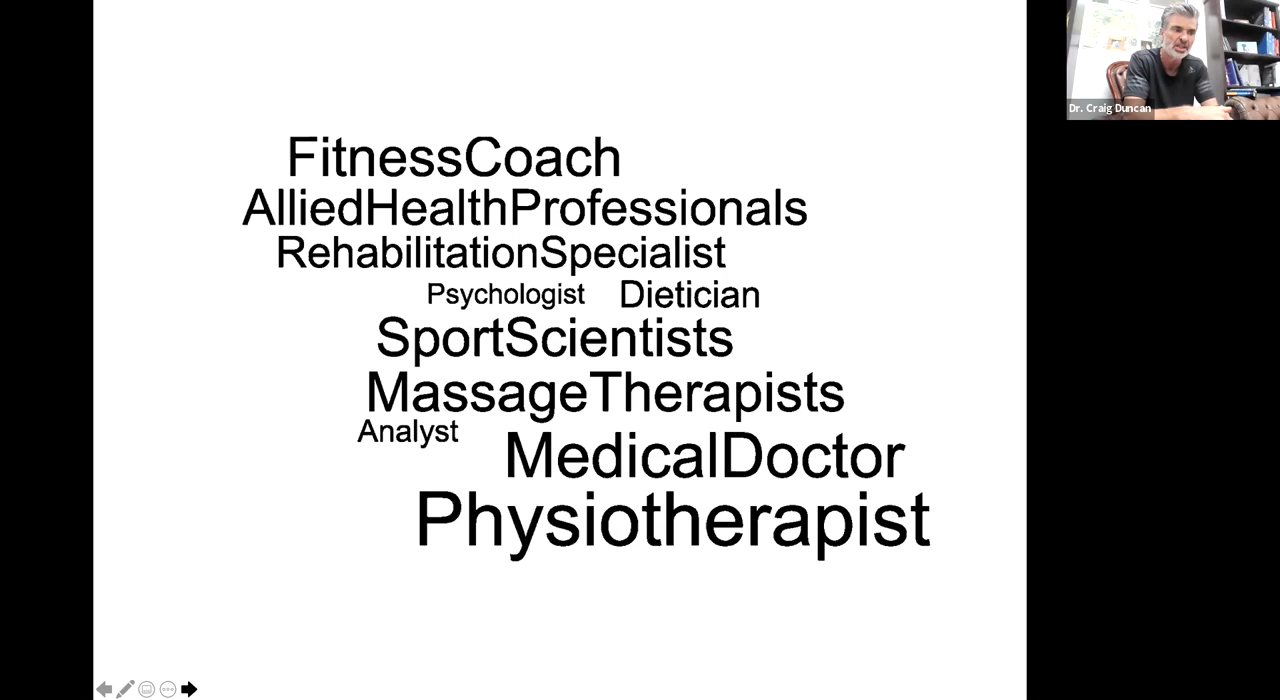 Dr. Craig Duncan
FitnessCoach
AlliedHealthProfessionals
RehabilitationSpecialist
Psychologist Dietician
SportScientists
MassageTherapists
Analyst
MedicalDoctor
Physiotherapist